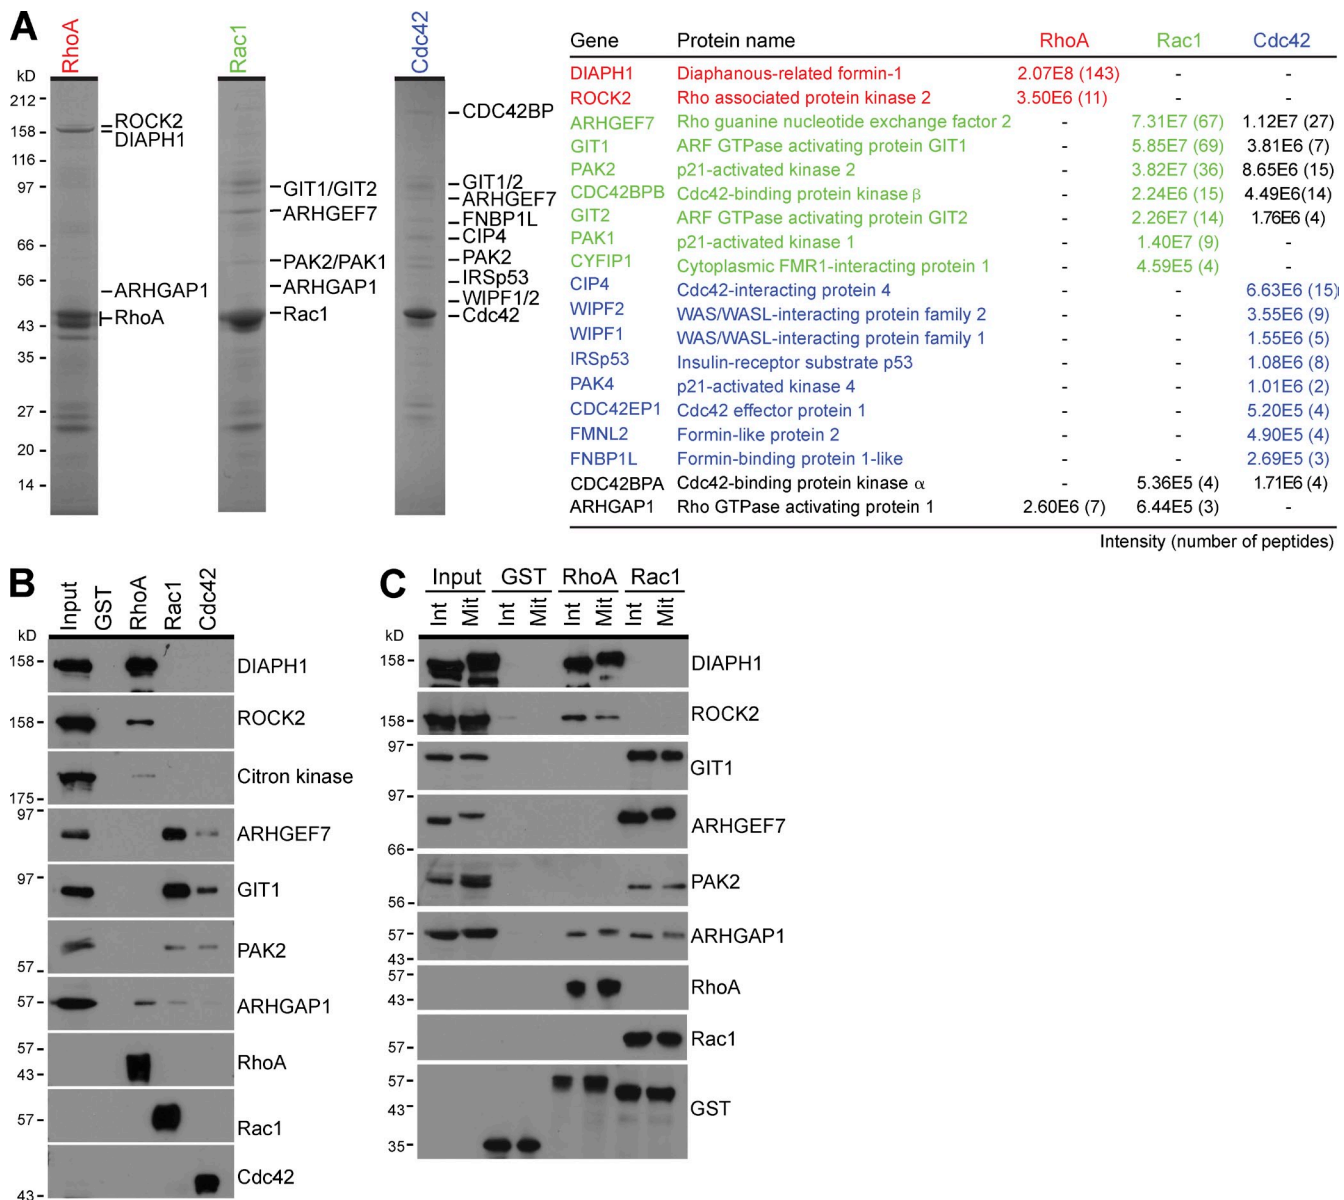 A
RhoA
Rac1
Cdc42
kD
212
158
116
97
66
56
43
35
27
20
14
ROCK2
DIAPH1
ARHGAP1
RhoA
GIT1/GIT2
ARHGEF7
PAK2/PAK1
ARHGAP1
Rac1
CDC42BP
GIT1/2
ARHGEF7
FNBP1L
CIP4
PAK2
IRSp53
WIPF1/2
Cdc42
Gene Protein name RhoA Rac1 Cdc42
DIAPH1 Diaphanous-related formin-1 2.07E8 (143) - -
ROCK2 Rho associated protein kinase 2 3.50E6 (11) - -
ARHGEF7 Rho guanine nucleotide exchange factor 2 - 7.31E7 (67) 1.12E7 (27)
GIT1 ARF GTPase activating protein GIT1 - 5.85E7 (69) 3.81E6 (7)
PAK2 p21-activated kinase 2 - 3.82E7 (36) 8.65E6 (15)
CDC42BPB Cdc42-binding protein kinase β - 2.24E6 (15) 4.49E6(14)
GIT2 ARF GTPase activating protein GIT2 - 2.26E7 (14) 1.76E6 (4)
PAK1 p21-activated kinase 1 - 1.40E7 (9) -
CYFIP1 Cytoplasmic FMR1-interacting protein 1 - 4.59E5 (4) -
CIP4 Cdc42-interacting protein 4 - - 6.63E6 (15)
WIPF2 WAS/WASL-interacting protein family 2 - - 3.55E6 (9)
WIPF1 WAS/WASL-interacting protein family 1 - - 1.55E6 (5)
IRSp53 Insulin-receptor substrate p53 - - 1.08E6 (8)
PAK4 p21-activated kinase 4 - - 1.01E6 (2)
CDC42EP1 Cdc42 effector protein 1 - - 5.20E5 (4)
FMNL2 Formin-like protein 2 - - 4.90E5 (4)
FNBP1L Formin-binding protein 1-like - - 2.69E5 (3)
CDC42BPA Cdc42-binding protein kinase α - 5.36E5 (4) 1.71E6 (4)
ARHGAP1 Rho GTPase activating protein 1 2.60E6 (7) 6.44E5 (3) -
Intensity (number of peptides)
B
Input
GST
RhoA
Rac1
Cdc42
kD
158 DIAPH1
158 ROCK2
Citron kinase
175
97
ARHGEF7
97
GIT1
PAK2
57
57 ARHGAP1
57
RhoA
43
57
Rac1
Cdc42
43
C
Input GST RhoA Rac1
Int Mit Int Mit Int Mit Int Mit
kD
158 DIAPH1
158 ROCK2
97
GIT1
97
ARHGEF7
66
PAK2
56
57 ARHGAP1
43
57
RhoA
43
Rac1
57
57
GST
43
35